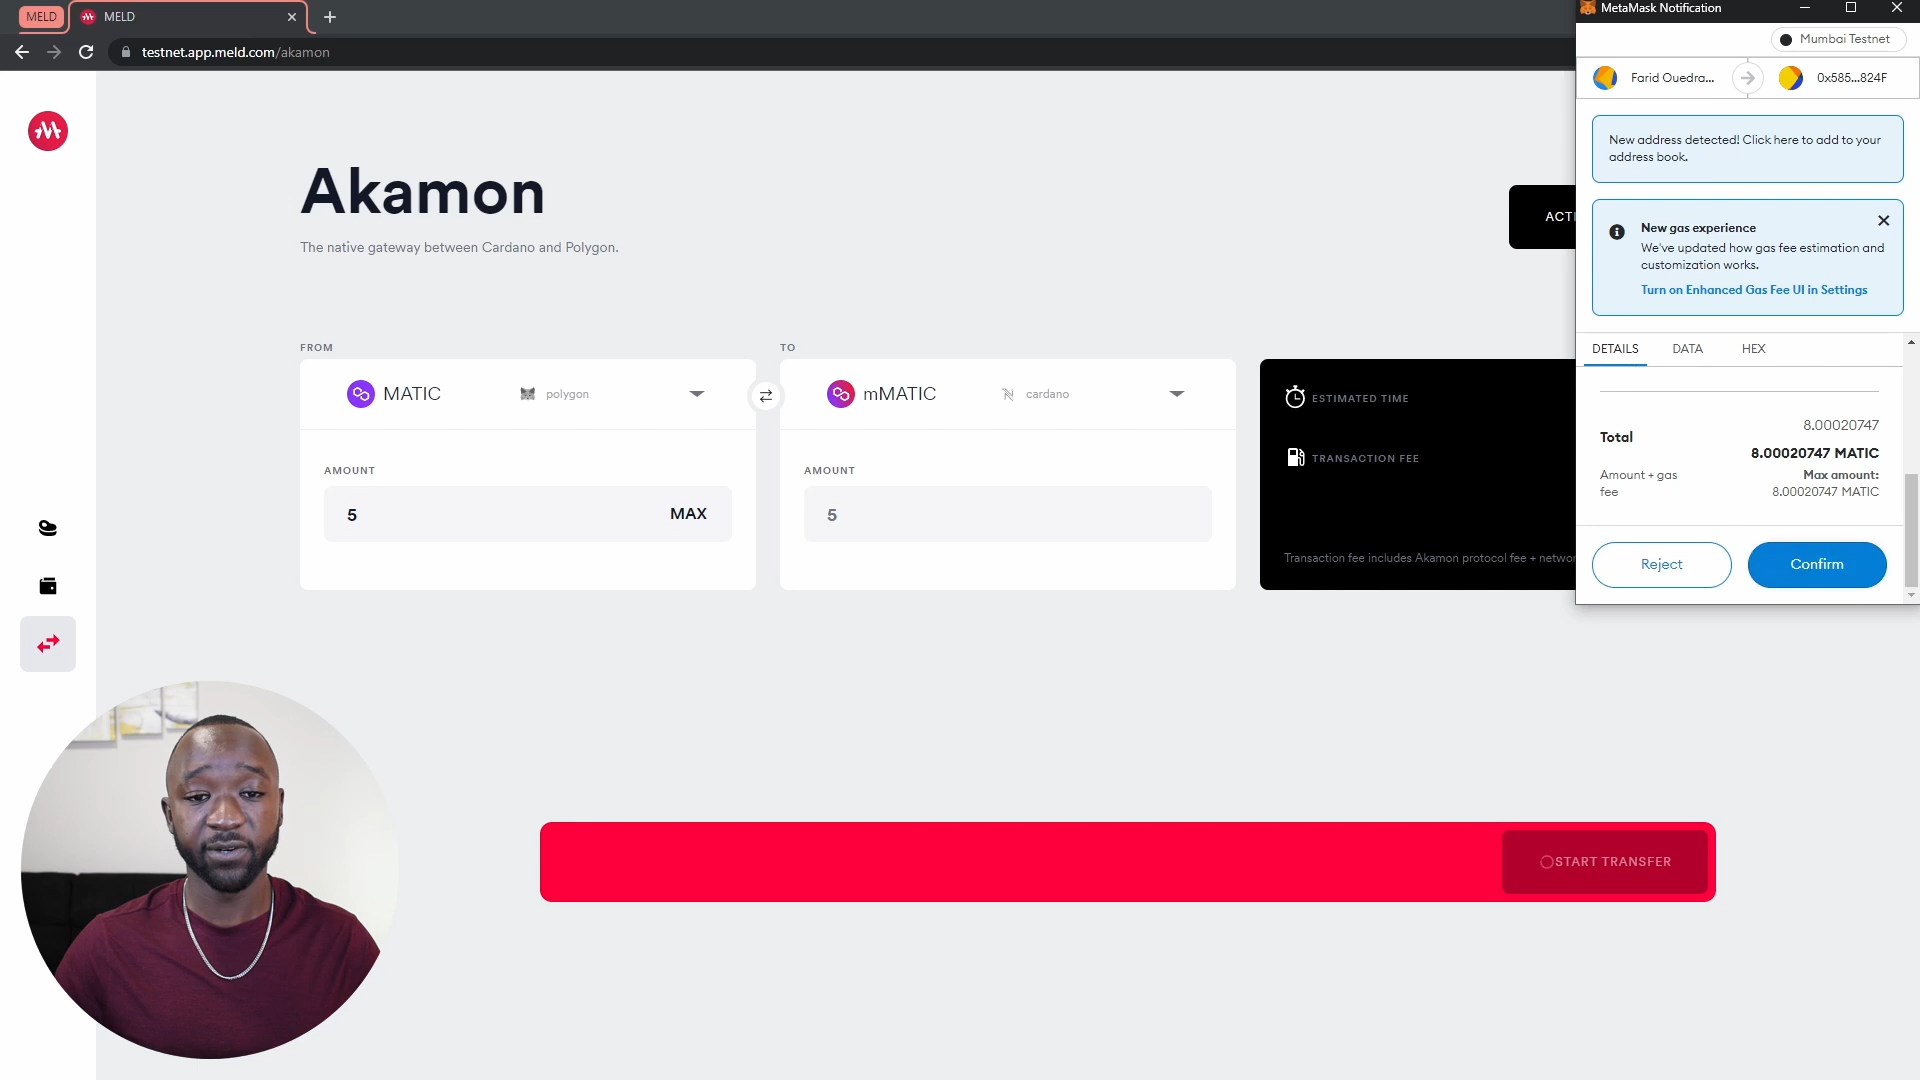 MELD
MELD
testnet.app.meld.com/akamon
MetaMask Notification
Mumbai Testnet
Farid Ouedra...
0x585...824F
New address detected! Click here to add to your
address book.
New gas experience
We've updated how gas fee estimation and
customization works.
Turn on Enhanced Gas Fee UI in Settings
DETAILS
DATA
HEX
8.00020747
Total
8.00020747 MATIC
Amount + gas
fee
Max amount:
8.00020747 MATIC
Reject
Confirm
Akamon
The native gateway between Cardano and Polygon.
ACTI
FROM
MATIC
polygon
AMOUNT
5
MAX
TO
mMATIC
cardano
AMOUNT
5
ESTIMATED TIME
TRANSACTION FEE
Transaction fee includes Akamon protocol fee + networ
START TRANSFER